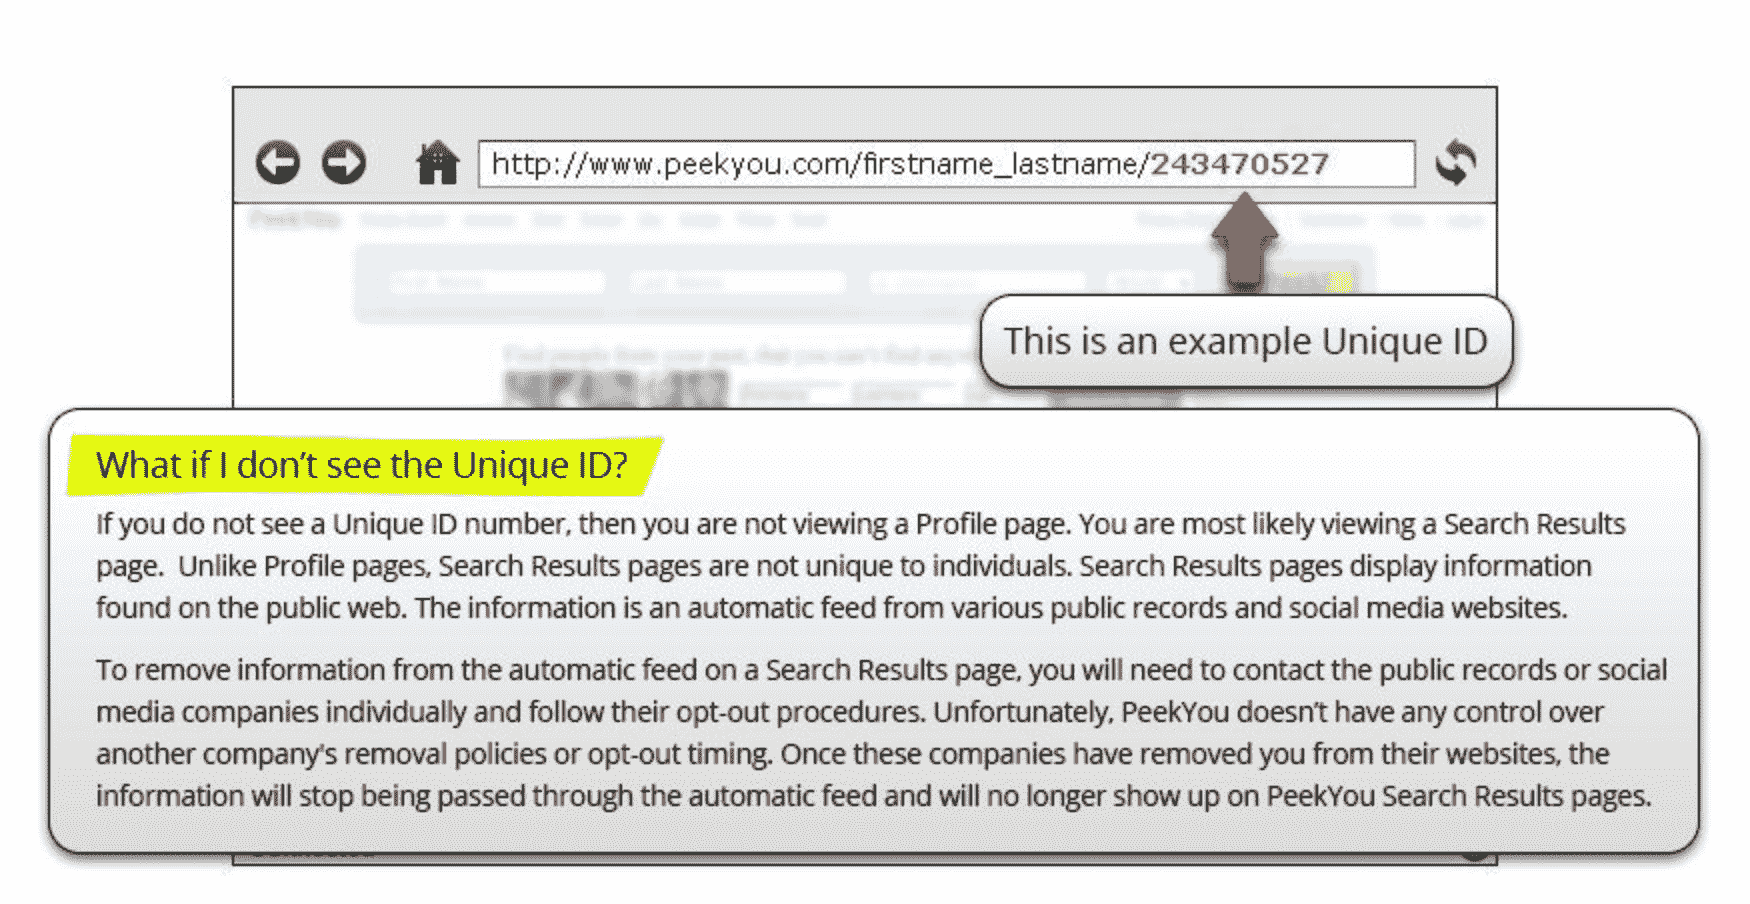 http://www.peekyou.com/firstname_lastname/243470527
This is an example Unique ID
What if I don't see the Unique ID?
If you do not see a Unique ID number, then you are not viewing a Profile page. You are most likely viewing a Search Results
page.  Unlike Profile pages, Search Results pages are not unique to individuals. Search Results pages display information
found on the public web. The information is an automatic feed from various public records and social media websites.
To remove information from the automatic feed on a Search Results page, you will need to contact the public records or social
media companies individually and follow their opt-out procedures. Unfortunately, PeekYou doesn't have any control over
another company's removal policies or opt-out timing. Once these companies have removed you from their websites, the
information will stop being passed through the automatic feed and will no longer show up on PeekYou Search Results pages.